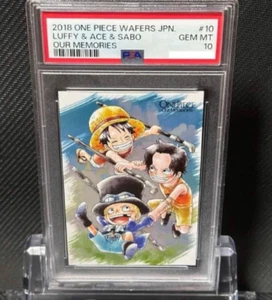 2018 ONE PIECE WAFERS JPN. #10
LUFFY & ACE & SABO GEM MT
OUR MEMORIES 10
PSA
ONE PIECE